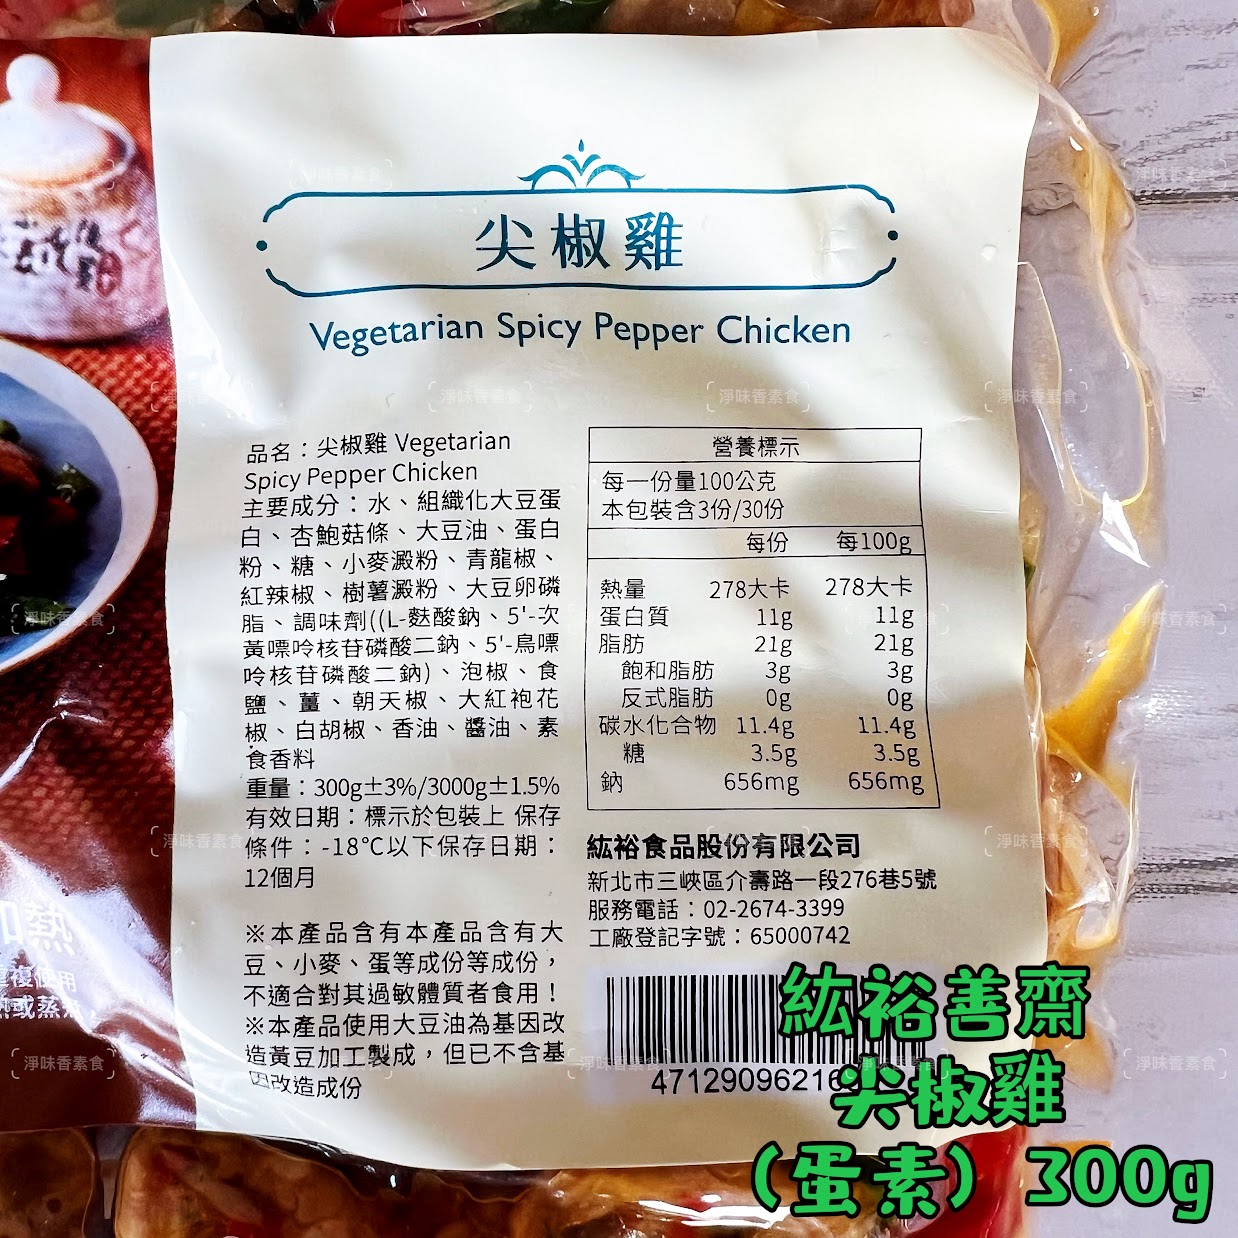 尖椒雞
Vegetarian Spicy Pepper Chicken
品名：尖椒雞 Vegetarian
Spicy Pepper Chicken
主要成分：水、組織化大豆蛋
白、杏鮑菇條、大豆油、蛋白
粉、糖、小麥澱粉、青龍椒、
紅辣椒、樹薯澱粉、大豆卵磷
脂、調味劑((L-麩酸鈉、5'-次
黃嘌呤核苷磷酸二鈉、5'-鳥嘌
呤核苷磷酸二鈉)、泡椒、食
鹽、薑、朝天椒、大紅袍花
椒、白胡椒、香油、醬油、素
食香料
重量：300g±3%/3000g±1.5%
有效日期：標示於包裝上 保存
條件：-18℃以下保存日期：
12個月
※本產品含有本產品含有大
豆、小麥、蛋等成份等成份，
不適合對其過敏體質者食用！
※本產品使用大豆油為基因改
造黃豆加工製成，但已不含基
因改造成份
營養標示
每一份量100公克
本包裝含3份/30份
每份 每100g
熱量 278大卡 278大卡
蛋白質 11g 11g
脂肪 21g 21g
飽和脂肪 3g 3g
反式脂肪 0g 0g
碳水化合物 11.4g 11.4g
糖 3.5g 3.5g
鈉 656mg 656mg
紘裕食品股份有限公司
新北市三峽區介壽路一段276巷5號
服務電話：02-2674-3399
工廠登記字號：65000742
47129096216
加熱
重複使用
熱或蒸煮
紘裕善齋
尖椒雞
（蛋素）300g
淨味香素食